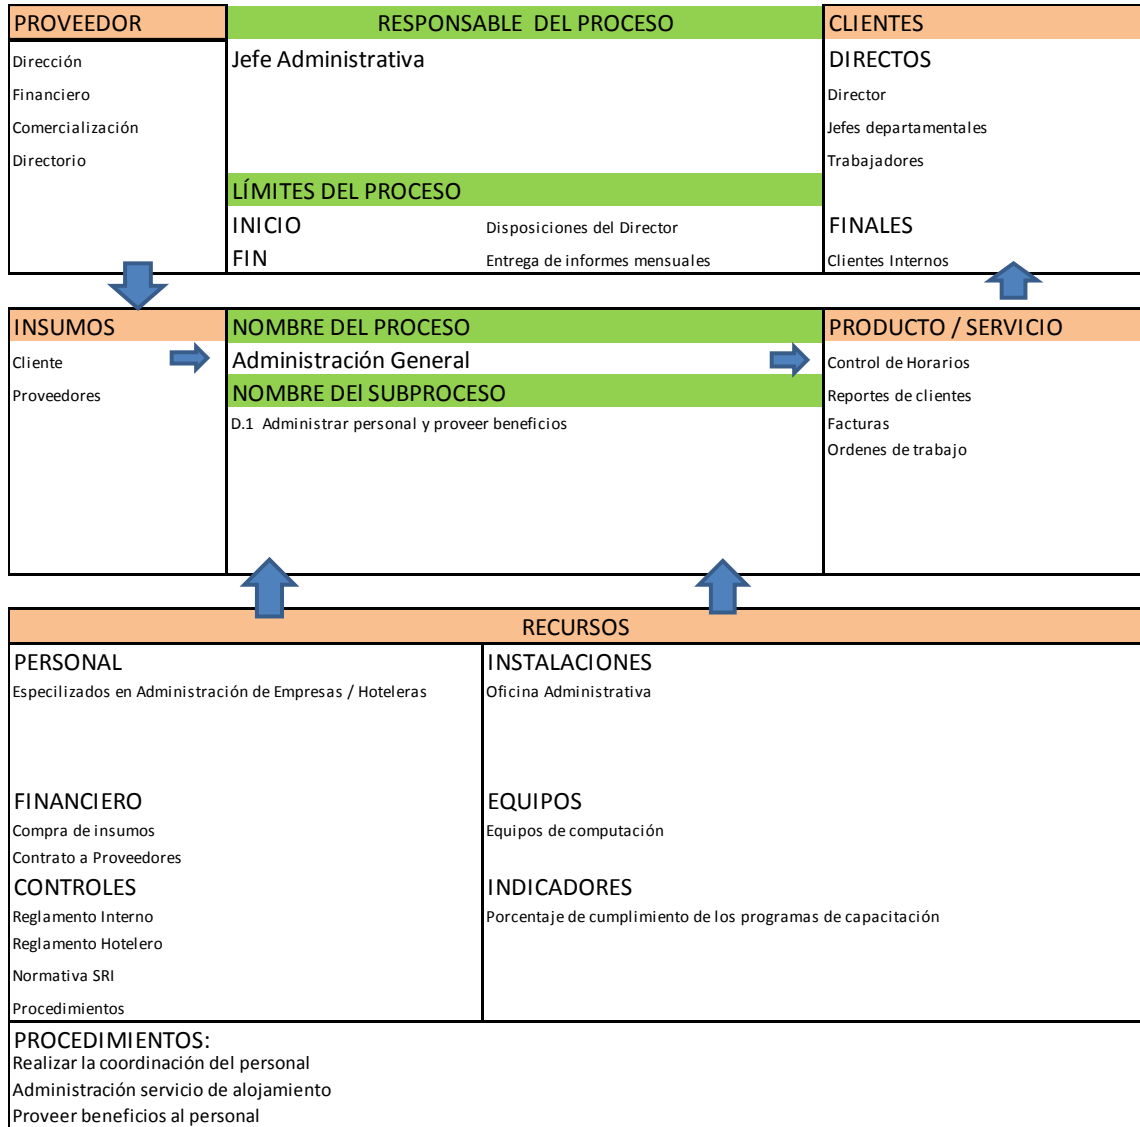 PROVEEDOR
Dirección
Financiero
Comercialización
Directorio
RESPONSABLE DEL PROCESO
Jefe Administrativa
LÍMITES DEL PROCESO
INICIO Disposiciones del Director
FIN Entrega de informes mensuales
CLIENTES
DIRECTOS
Director
Jefes departamentales
Trabajadores
FINALES
Clientes Internos
INSUMOS
Cliente
Proveedores
NOMBRE DEL PROCESO
Administración General
NOMBRE DEl SUBPROCESO
D.1 Administrar personal y proveer beneficios
PRODUCTO / SERVICIO
Control de Horarios
Reportes de clientes
Facturas
Ordenes de trabajo
RECURSOS
PERSONAL
Especilizados en Administración de Empresas / Hoteleras
INSTALACIONES
Oficina Administrativa
FINANCIERO
Compra de insumos
Contrato a Proveedores
EQUIPOS
Equipos de computación
CONTROLES
Reglamento Interno
Reglamento Hotelero
Normativa SRI
Procedimientos
INDICADORES
Porcentaje de cumplimiento de los programas de capacitación
PROCEDIMIENTOS:
Realizar la coordinación del personal
Administración servicio de alojamiento
Proveer beneficios al personal